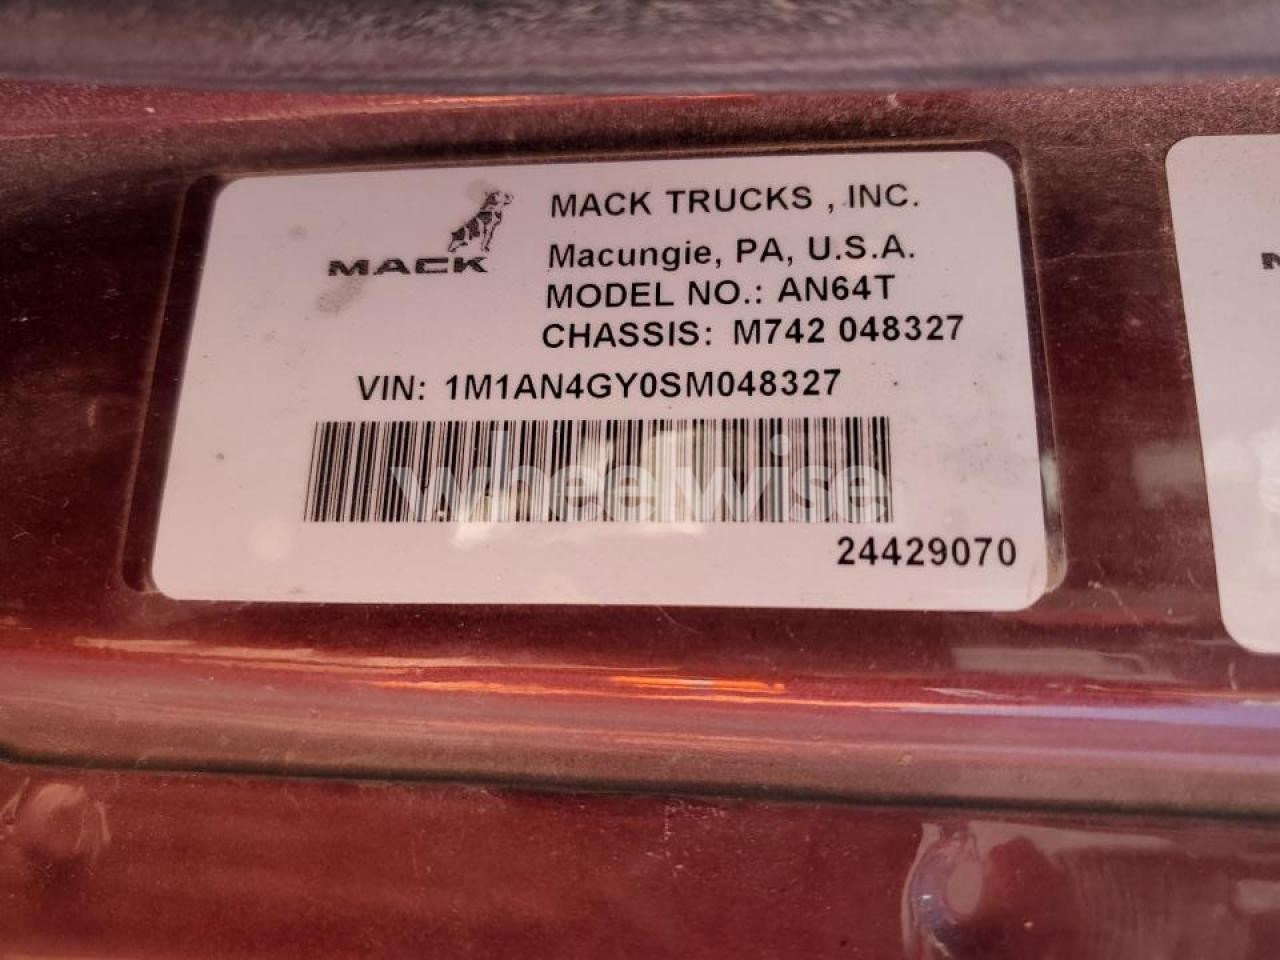 MACK
MACK TRUCKS , INC.
Macungie, PA, U.S.A.
MODEL NO.: AN64T
CHASSIS: M742 048327
VIN: 1M1AN4GY0SM048327
wheelwise
24429070